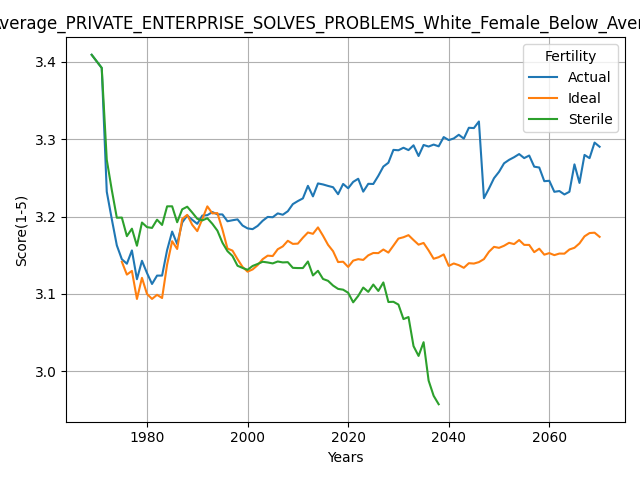 verage_PRIVATE_ENTERPRISE_SOLVES_PROBLEMS_White_Female_Below_Aver
Fertility
Actual
Ideal
Sterile
Score(1-5)
3.4
3.3
3.2
3.1
3.0
1980
2000
2020
2040
2060
Years